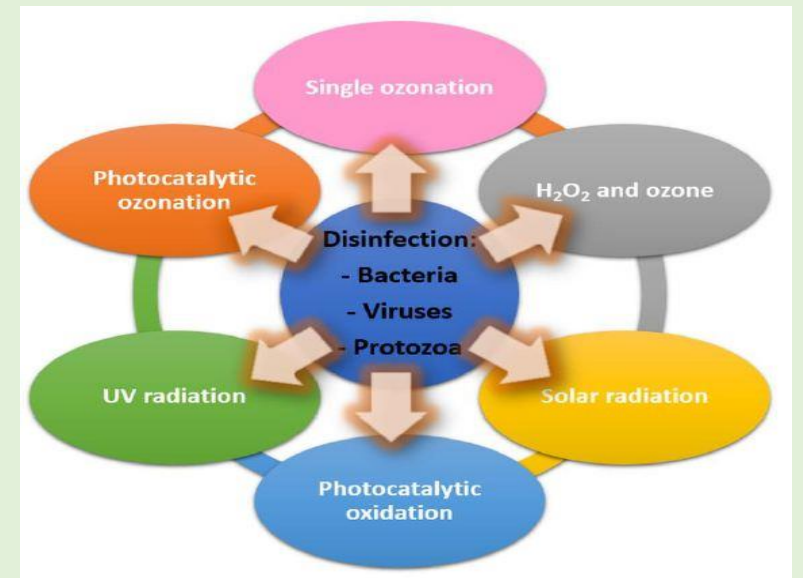 Single ozonation
H₂O₂ and ozone
Solar radiation
Photocatalytic
oxidation
UV radiation
Photocatalytic
ozonation
Disinfection:
- Bacteria
- Viruses
- Protozoa